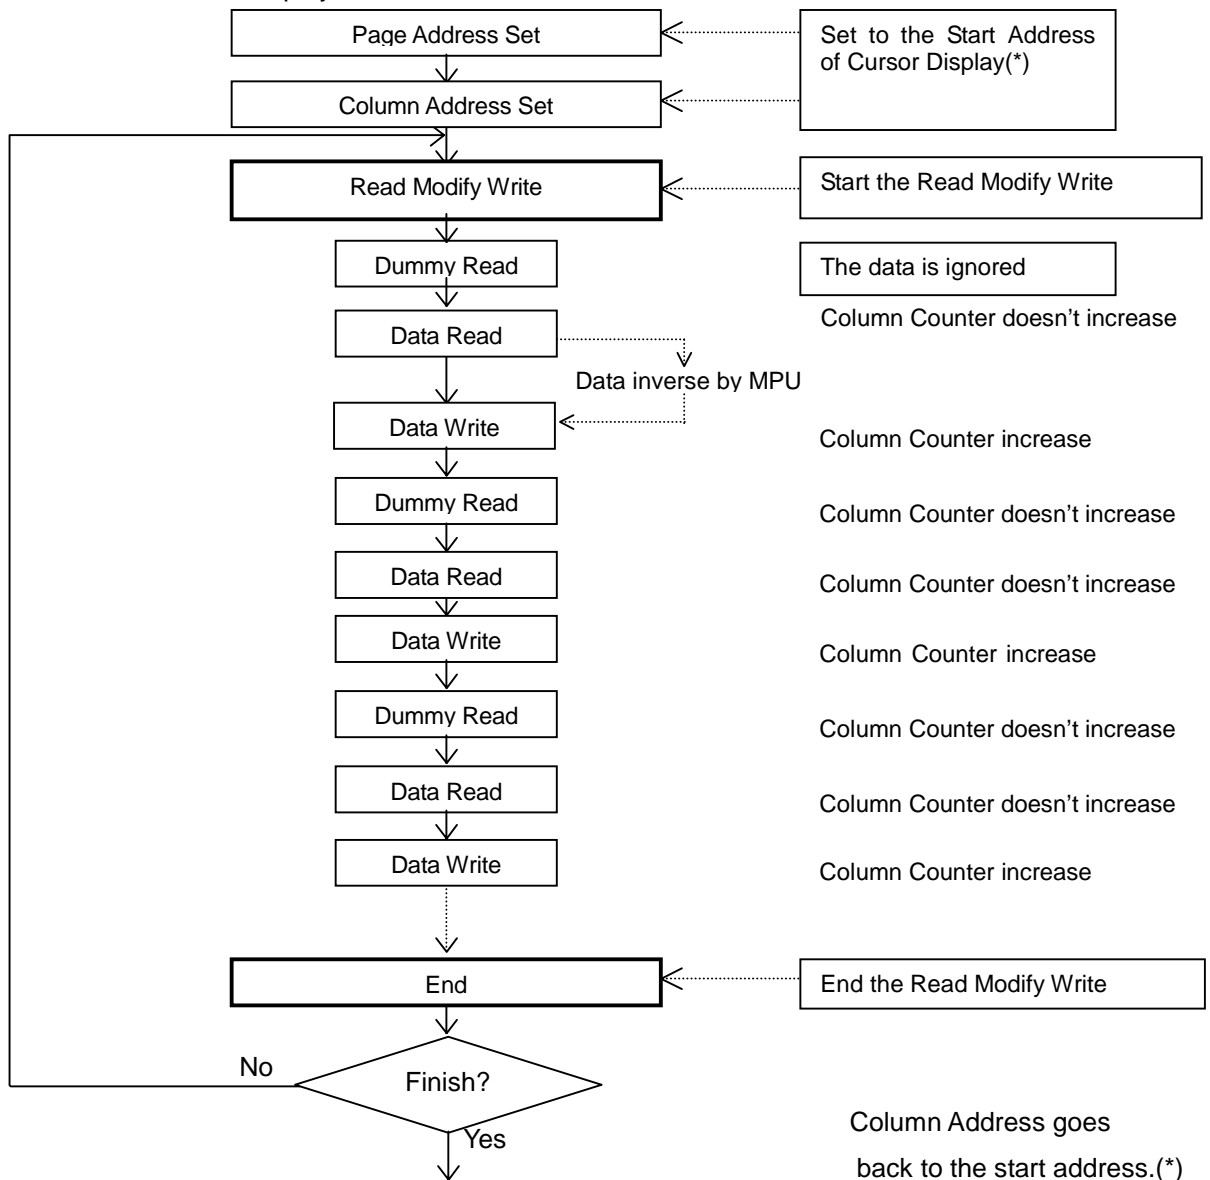 Page Address Set
Set to the Start Address
of Cursor Display(*)
Column Address Set
Read Modify Write
Start the Read Modify Write
Dummy Read
The data is ignored
Data Read
Column Counter doesn't increase
Data inverse by MPU
Data Write
Column Counter increase
Dummy Read
Column Counter doesn't increase
Data Read
Column Counter doesn't increase
Data Write
Column Counter increase
Dummy Read
Column Counter doesn't increase
Data Read
Column Counter doesn't increase
Data Write
Column Counter increase
End
End the Read Modify Write
No
Finish?
Yes
Column Address goes
back to the start address.(*)